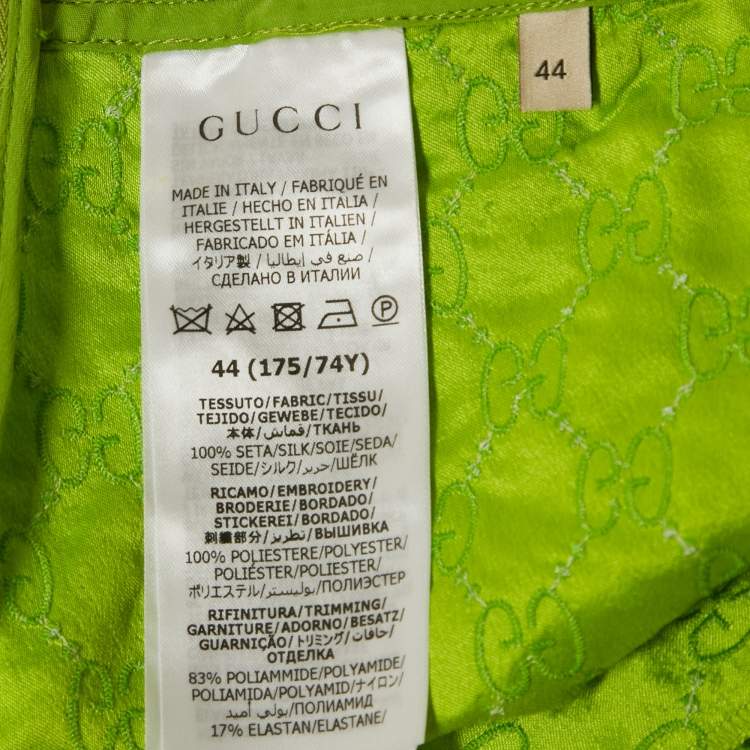 GUCCI
44
MADE IN ITALY / FABRIQUÉ EN
ITALIE / HECHO EN ITALIA /
HERGESTELLT IN ITALIEN /
FABRICADO EM ITÁLIA /
イタリア製 / صنع في إيطاليا /
СДЕЛАНО В ИТАЛИИ
P
44 (175/74Y)
TESSUTO/FABRIC/TISSU/
TEJIDO/GEWEBE/TECIDO/
本体/قماش/ТКАНЬ
100% SETA/SILK/SOIE/SEDA/
SEIDE/シルク/حرير/ШЁЛК
RICAMO/EMBROIDERY/
BRODERIE/BORDADO/
STICKEREI/BORDADO/
刺繍部分/تطريز/ВЫШИВКА
100% POLIESTERE/POLYESTER/
POLIÉSTER/POLIESTER/
ポリエステル/بوليستر/ПОЛИЭСТЕР
RIFINITURA/TRIMMING/
GARNITURE/ADORNO/BESATZ/
GUARNIÇÃO/トリミング/حافات/
ОТДЕЛКА
83% POLIAMMIDE/POLYAMIDE/
POLIAMIDA/POLYAMID/ナイロン/
بولي أميد/ПОЛИАМИД
17% ELASTAN/ELASTANE/